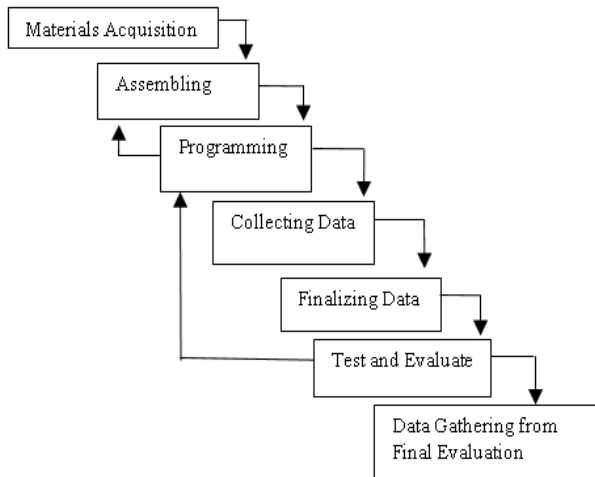 Materials Acquisition
Assembling
Programming
Collecting Data
Finalizing Data
Test and Evaluate
Data Gathering from
Final Evaluation